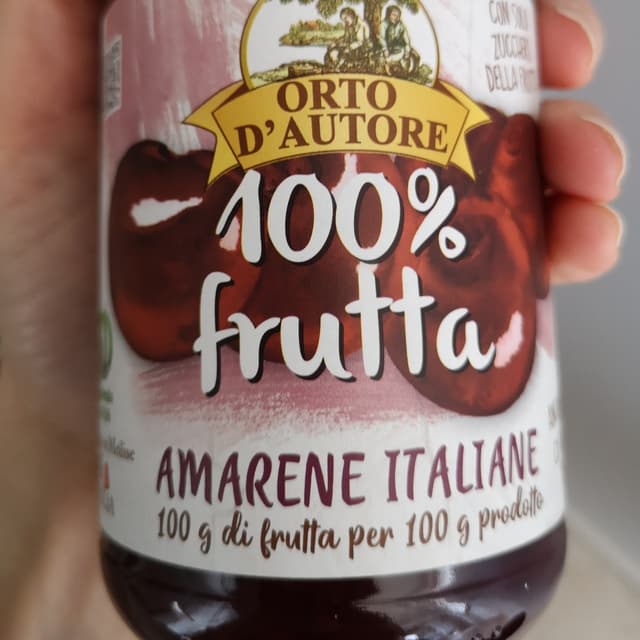 CON SOLI
ZUCCHERI
DELLA FRUTTA
ORTO
D'AUTORE
100%
frutta
AMARENE ITALIANE
100 g di frutta per 100 g prodotto